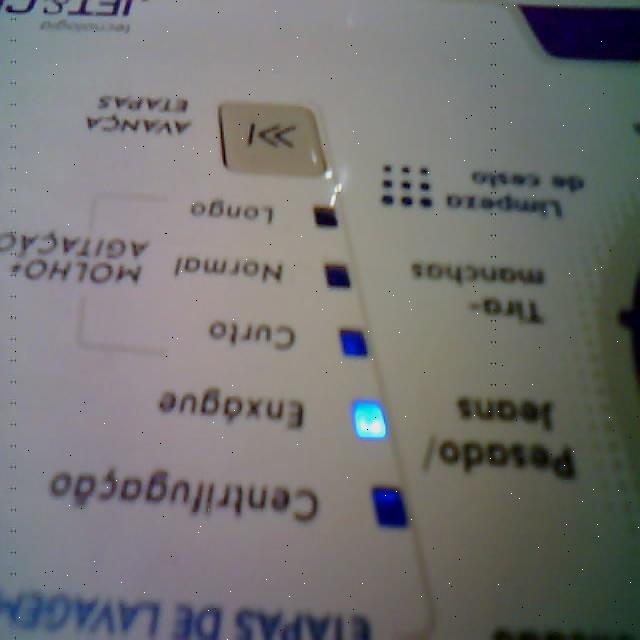 Pesado/
Jeans
Tira-
manchas
Limpeza
de cesto
ETAPAS DE LAVAGEM
Centrifugação
Enxágue
Curto
Normal
Longo
MOLHO+
AGITAÇÃO
AVANÇA
ETAPAS
tecnologia